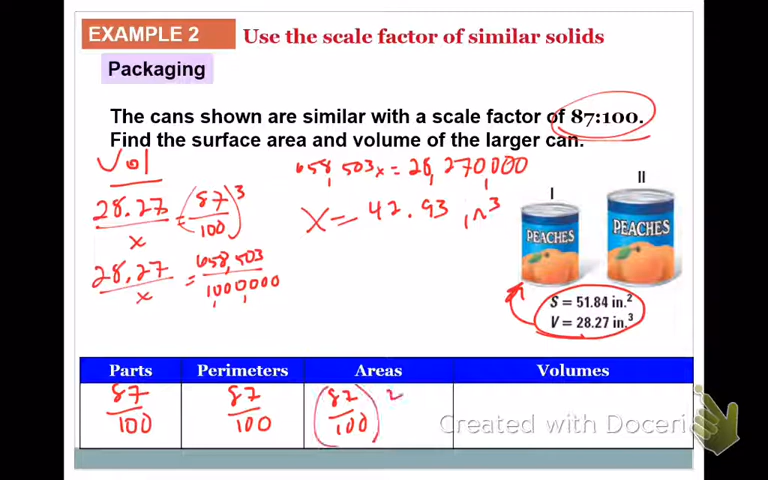 EXAMPLE 2
Use the scale factor of similar solids
Packaging
The cans shown are similar with a scale factor of 87:100.
Find the surface area and volume of the larger can.
Vol
28.27/x = (87/100)^3
28.27/x = 658,503/1000000
658,503x = 28,270,000
x = 42.93 in^3
I
II
PEACHES
PEACHES
S = 51.84 in.²
V = 28.27 in.³
Parts Perimeters Areas Volumes
87/100 87/100 (87/100)^2
Created with Doceri